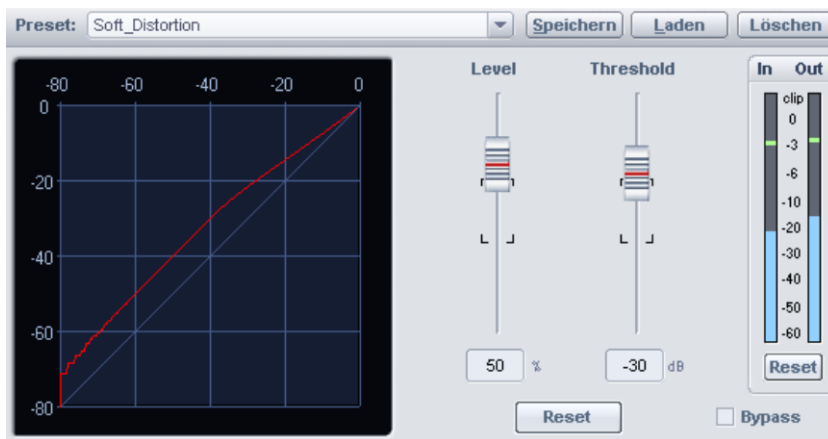 Preset: Soft_Distortion Speichern Laden Löschen
Level Threshold In Out
-80 -60 -40 -20 0
0
-20
-40
-60
-80
clip
0
-3
-6
-10
-20
-30
-40
-50
-60
50 % -30 dB Reset
Reset Bypass